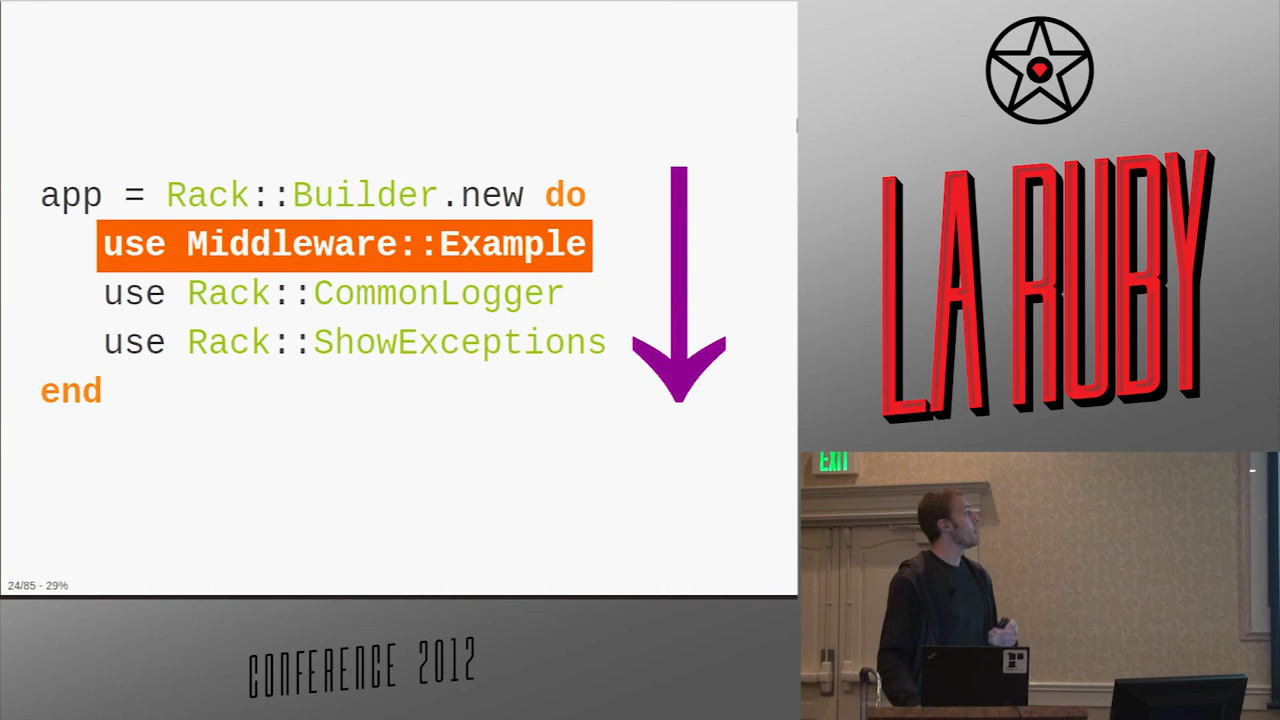 app = Rack::Builder.new do
use Middleware::Example
use Rack::CommonLogger
use Rack::ShowExceptions
end
24/85 - 29%
LA RUBY
CONFERENCE 2012
EXIT